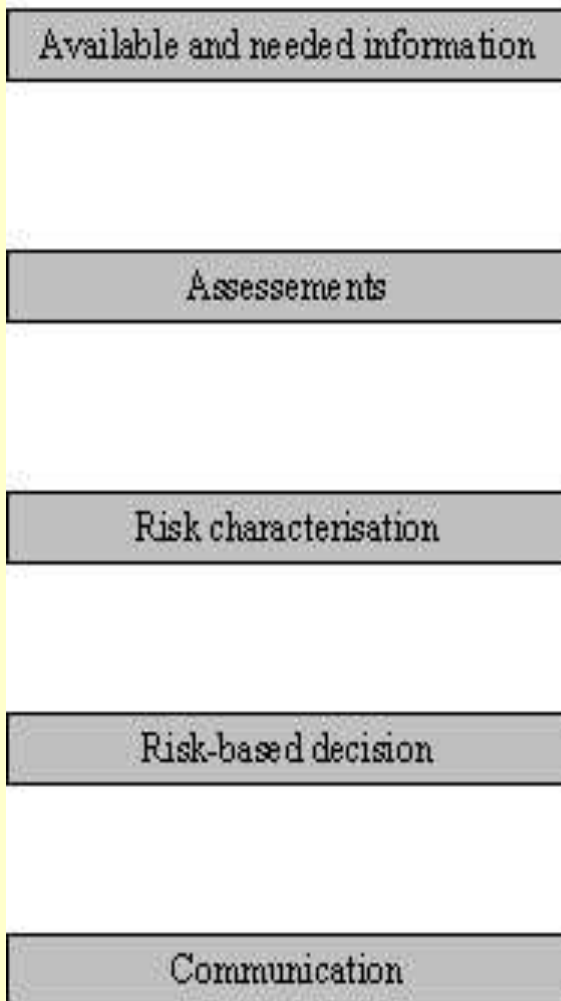 Available and needed information
Assessements
Risk characterisation
Risk-based decision
Communication